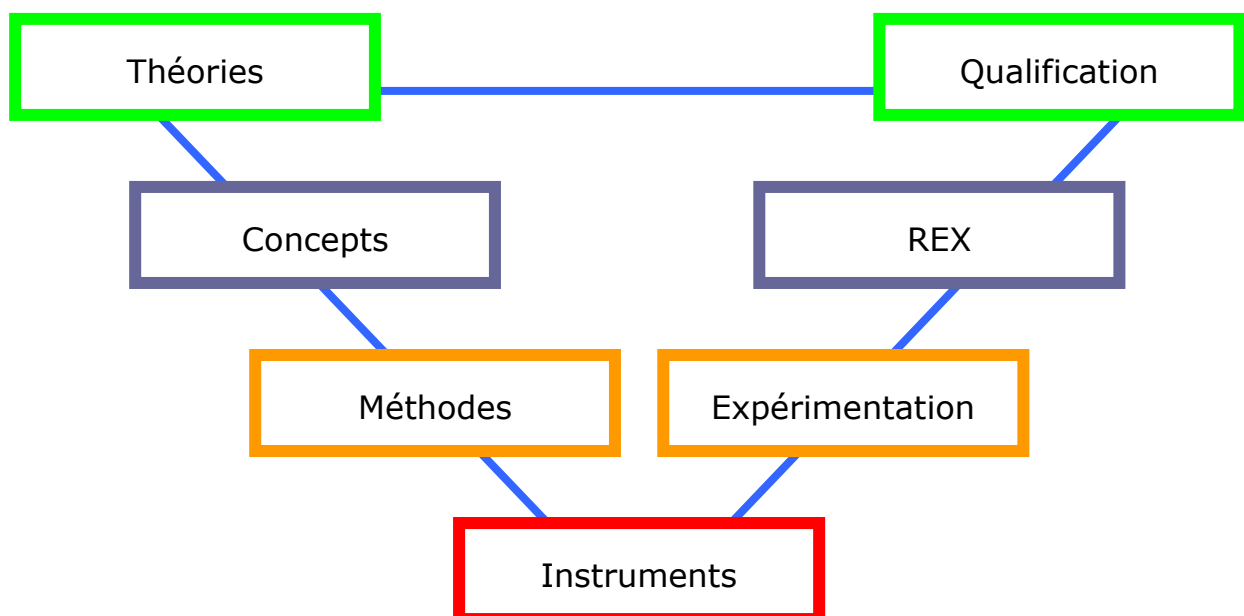 Théories
Qualification
Concepts
REX
Méthodes
Expérimentation
Instruments